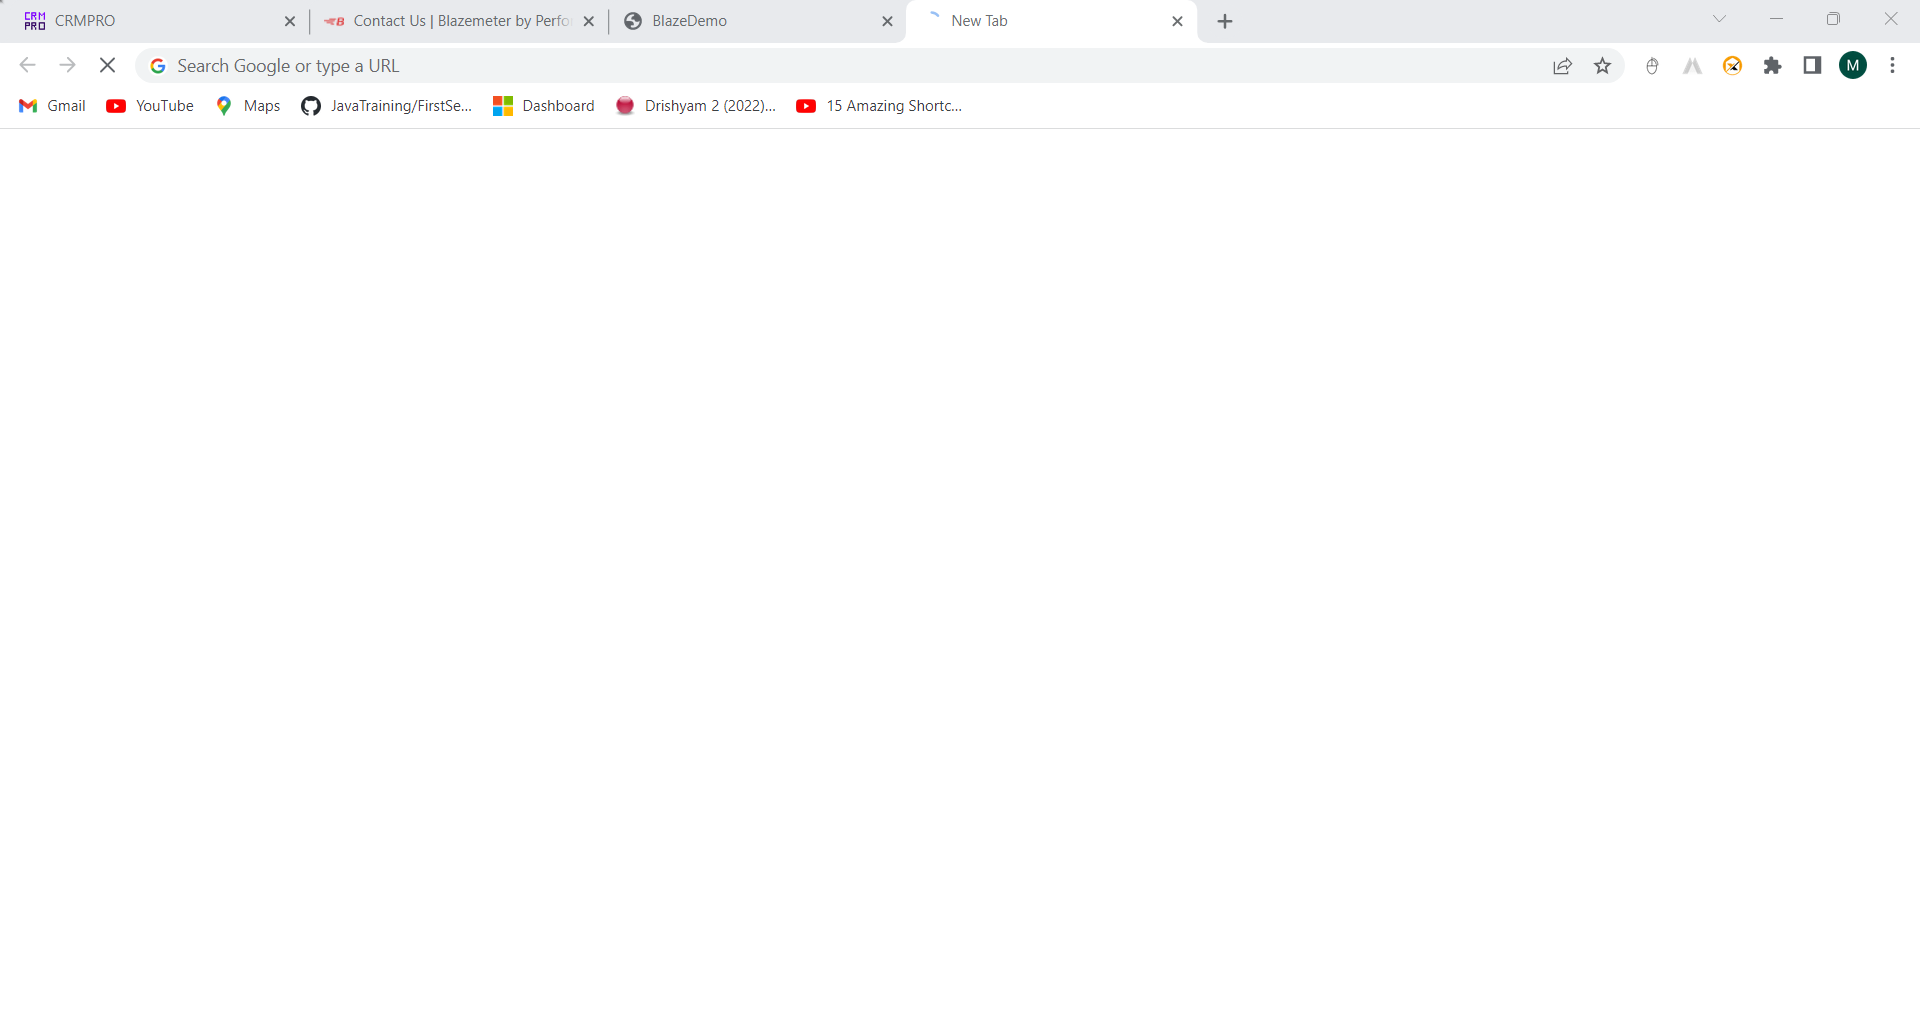 CRM PRO CRMPRO B Contact Us | Blazemeter by Perfo BlazeDemo New Tab
G Search Google or type a URL M
Gmail YouTube Maps JavaTraining/FirstSe... Dashboard Drishyam 2 (2022)... 15 Amazing Shortc...